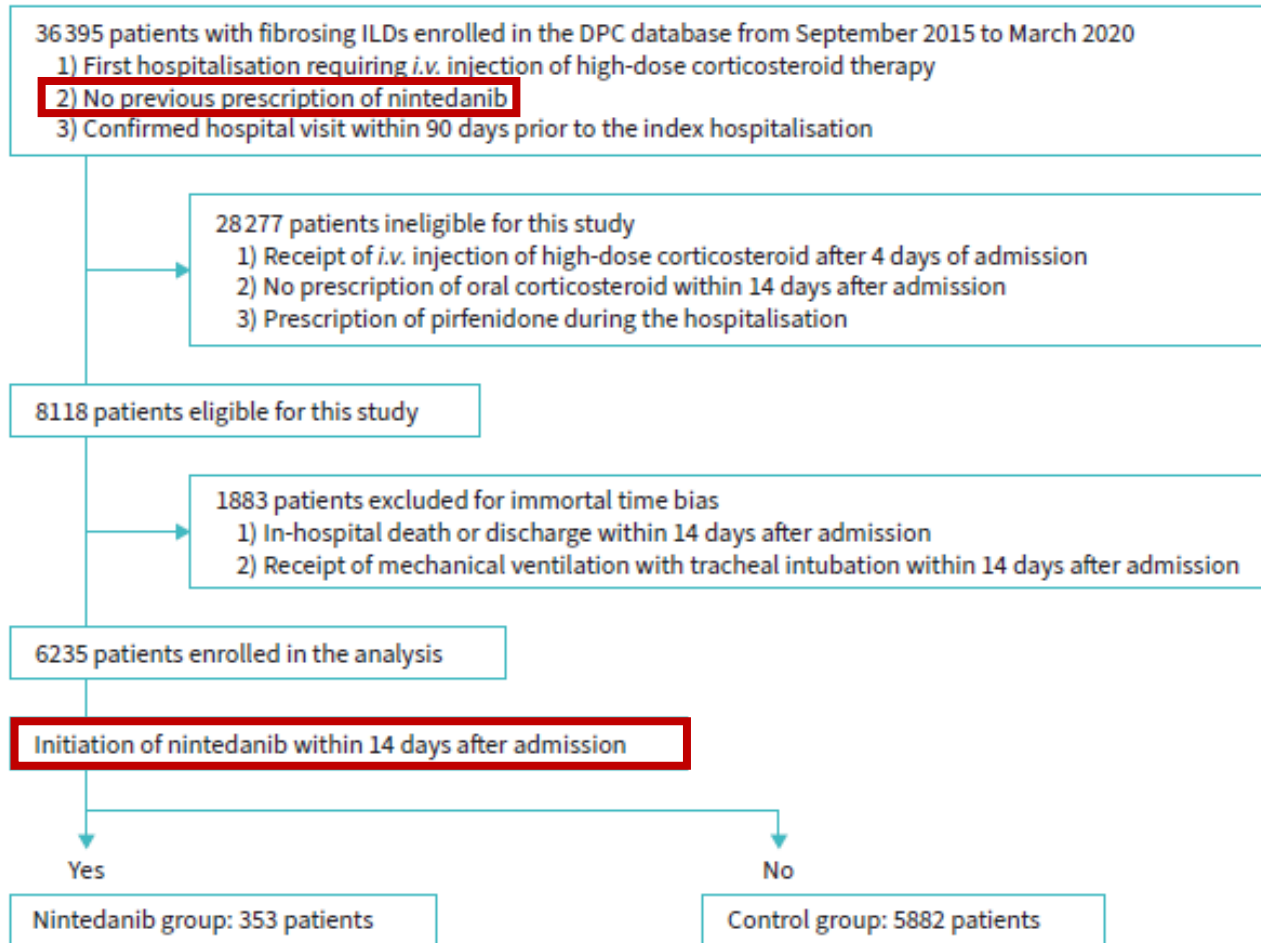 36 395 patients with fibrosing ILDs enrolled in the DPC database from September 2015 to March 2020
1) First hospitalisation requiring i.v. injection of high-dose corticosteroid therapy
2) No previous prescription of nintedanib
3) Confirmed hospital visit within 90 days prior to the index hospitalisation
28 277 patients ineligible for this study
1) Receipt of i.v. injection of high-dose corticosteroid after 4 days of admission
2) No prescription of oral corticosteroid within 14 days after admission
3) Prescription of pirfenidone during the hospitalisation
8118 patients eligible for this study
1883 patients excluded for immortal time bias
1) In-hospital death or discharge within 14 days after admission
2) Receipt of mechanical ventilation with tracheal intubation within 14 days after admission
6235 patients enrolled in the analysis
Initiation of nintedanib within 14 days after admission
Yes
No
Nintedanib group: 353 patients
Control group: 5882 patients